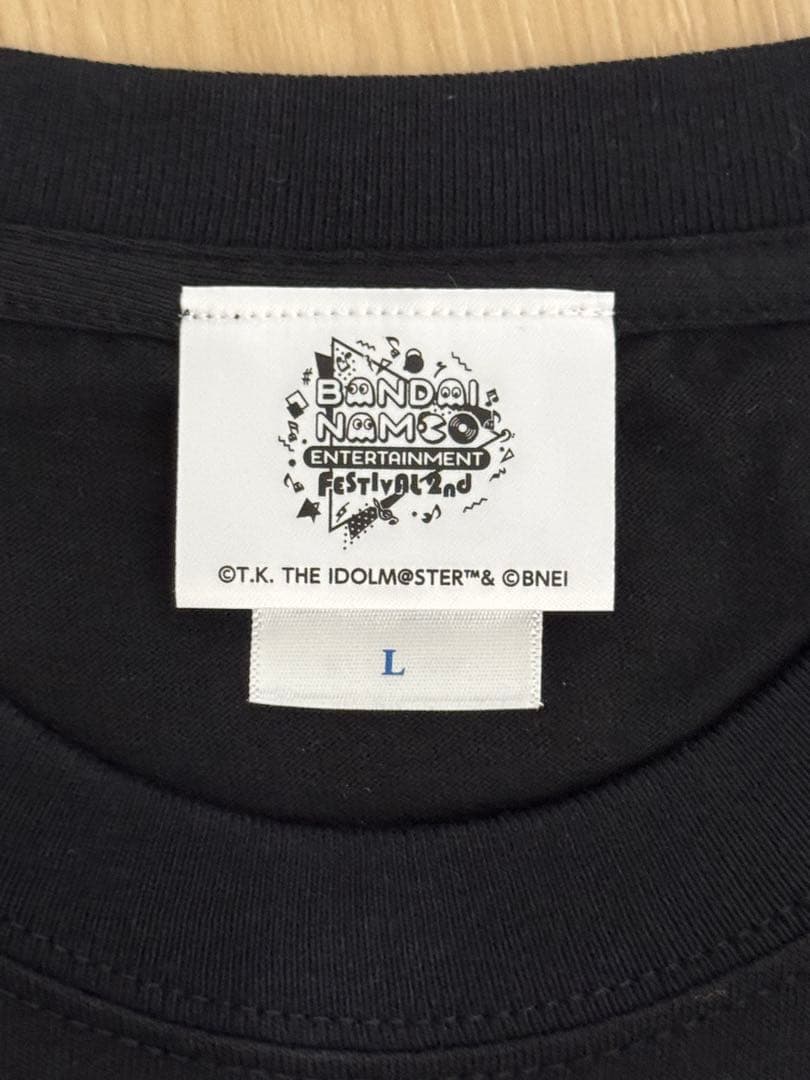 BANDAI
NAMCO
ENTERTAINMENT
FeSTIVAL 2nd
©T.K. THE IDOLM@STER™& ©BNEI
L